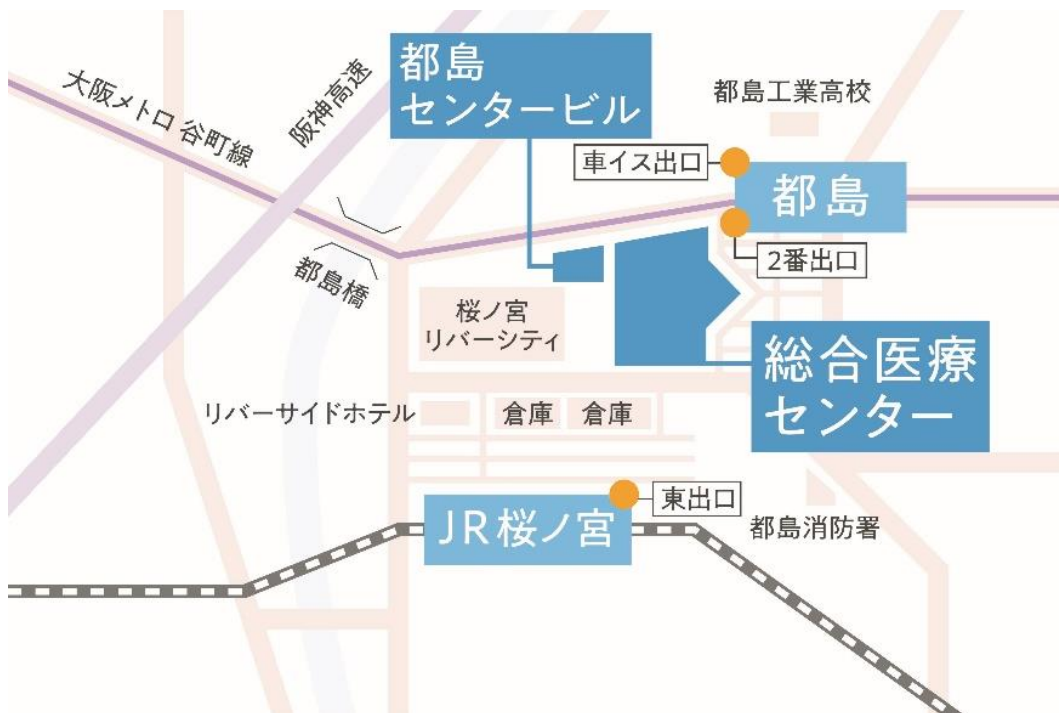 都島
センタービル
都島工業高校
大阪メトロ 谷町線
阪神高速
車イス出口
都島
2番出口
都島橋
桜ノ宮
リバーシティ
総合医療
センター
リバーサイドホテル
倉庫
倉庫
東出口
JR桜ノ宮
都島消防署